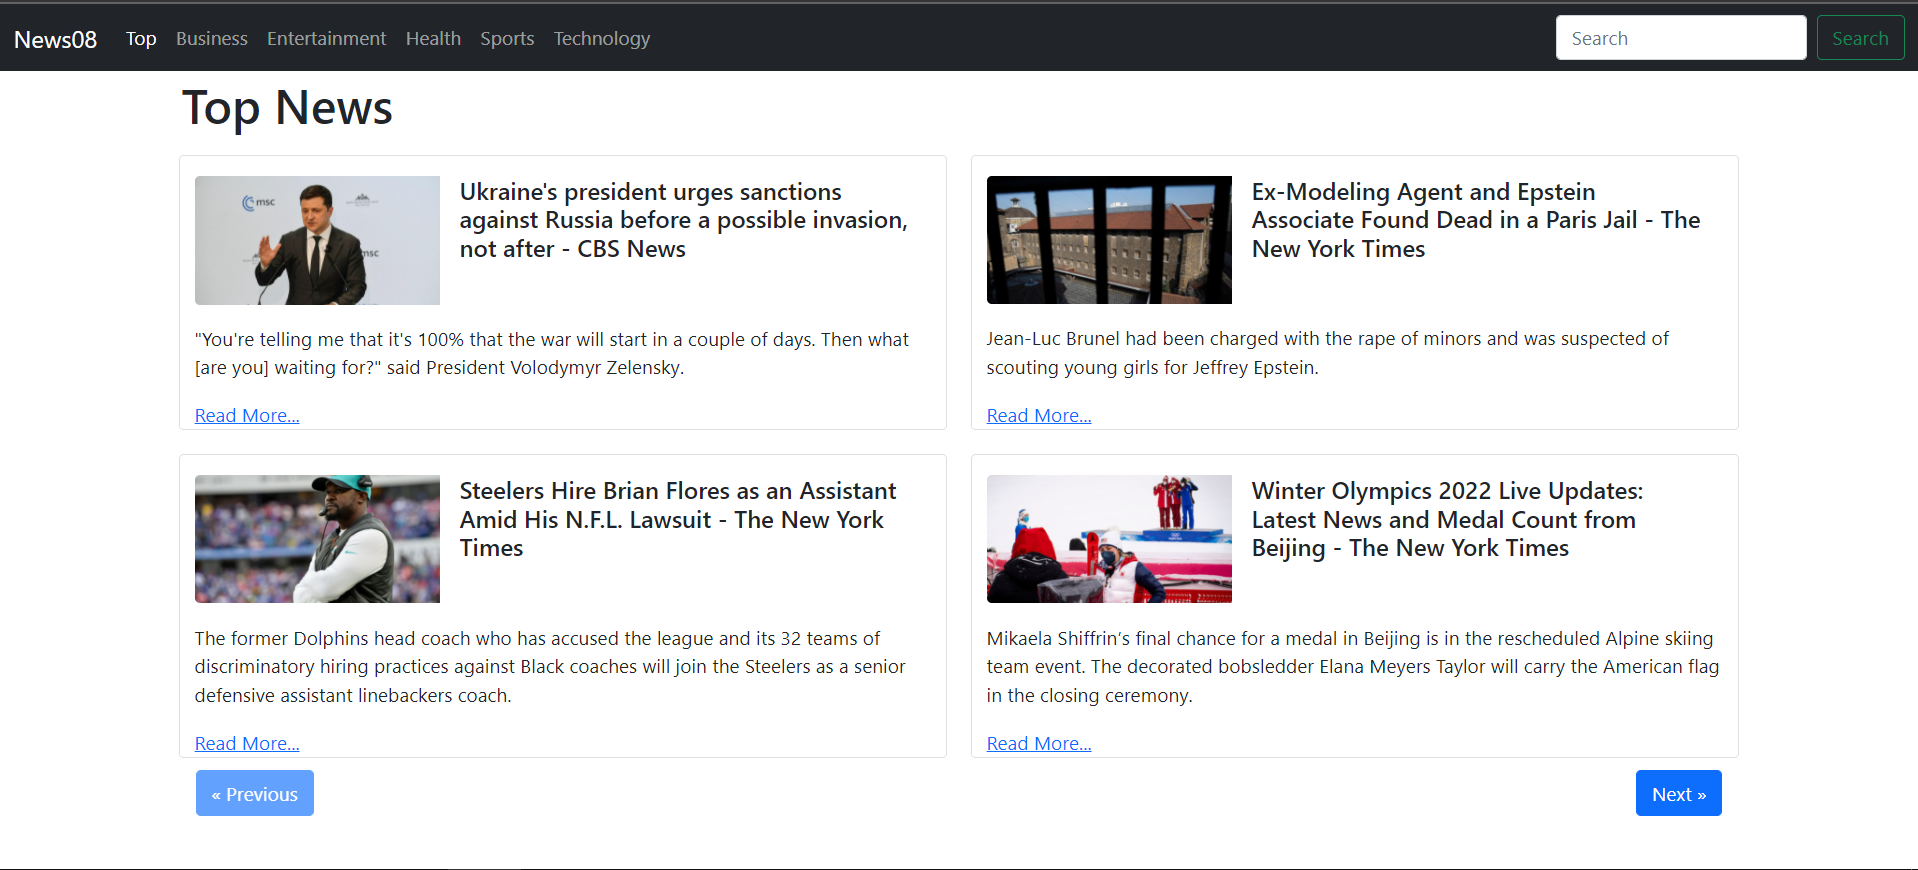 News08 Top Business Entertainment Health Sports Technology Search Search
Top News
msc
msc
Ukraine's president urges sanctions
against Russia before a possible invasion,
not after - CBS News
"You're telling me that it's 100% that the war will start in a couple of days. Then what
[are you] waiting for?" said President Volodymyr Zelensky.
Read More...
Ex-Modeling Agent and Epstein
Associate Found Dead in a Paris Jail - The
New York Times
Jean-Luc Brunel had been charged with the rape of minors and was suspected of
scouting young girls for Jeffrey Epstein.
Read More...
Steelers Hire Brian Flores as an Assistant
Amid His N.F.L. Lawsuit - The New York
Times
The former Dolphins head coach who has accused the league and its 32 teams of
discriminatory hiring practices against Black coaches will join the Steelers as a senior
defensive assistant linebackers coach.
Read More...
Winter Olympics 2022 Live Updates:
Latest News and Medal Count from
Beijing - The New York Times
Mikaela Shiffrin’s final chance for a medal in Beijing is in the rescheduled Alpine skiing
team event. The decorated bobsledder Elana Meyers Taylor will carry the American flag
in the closing ceremony.
Read More...
« Previous
Next »